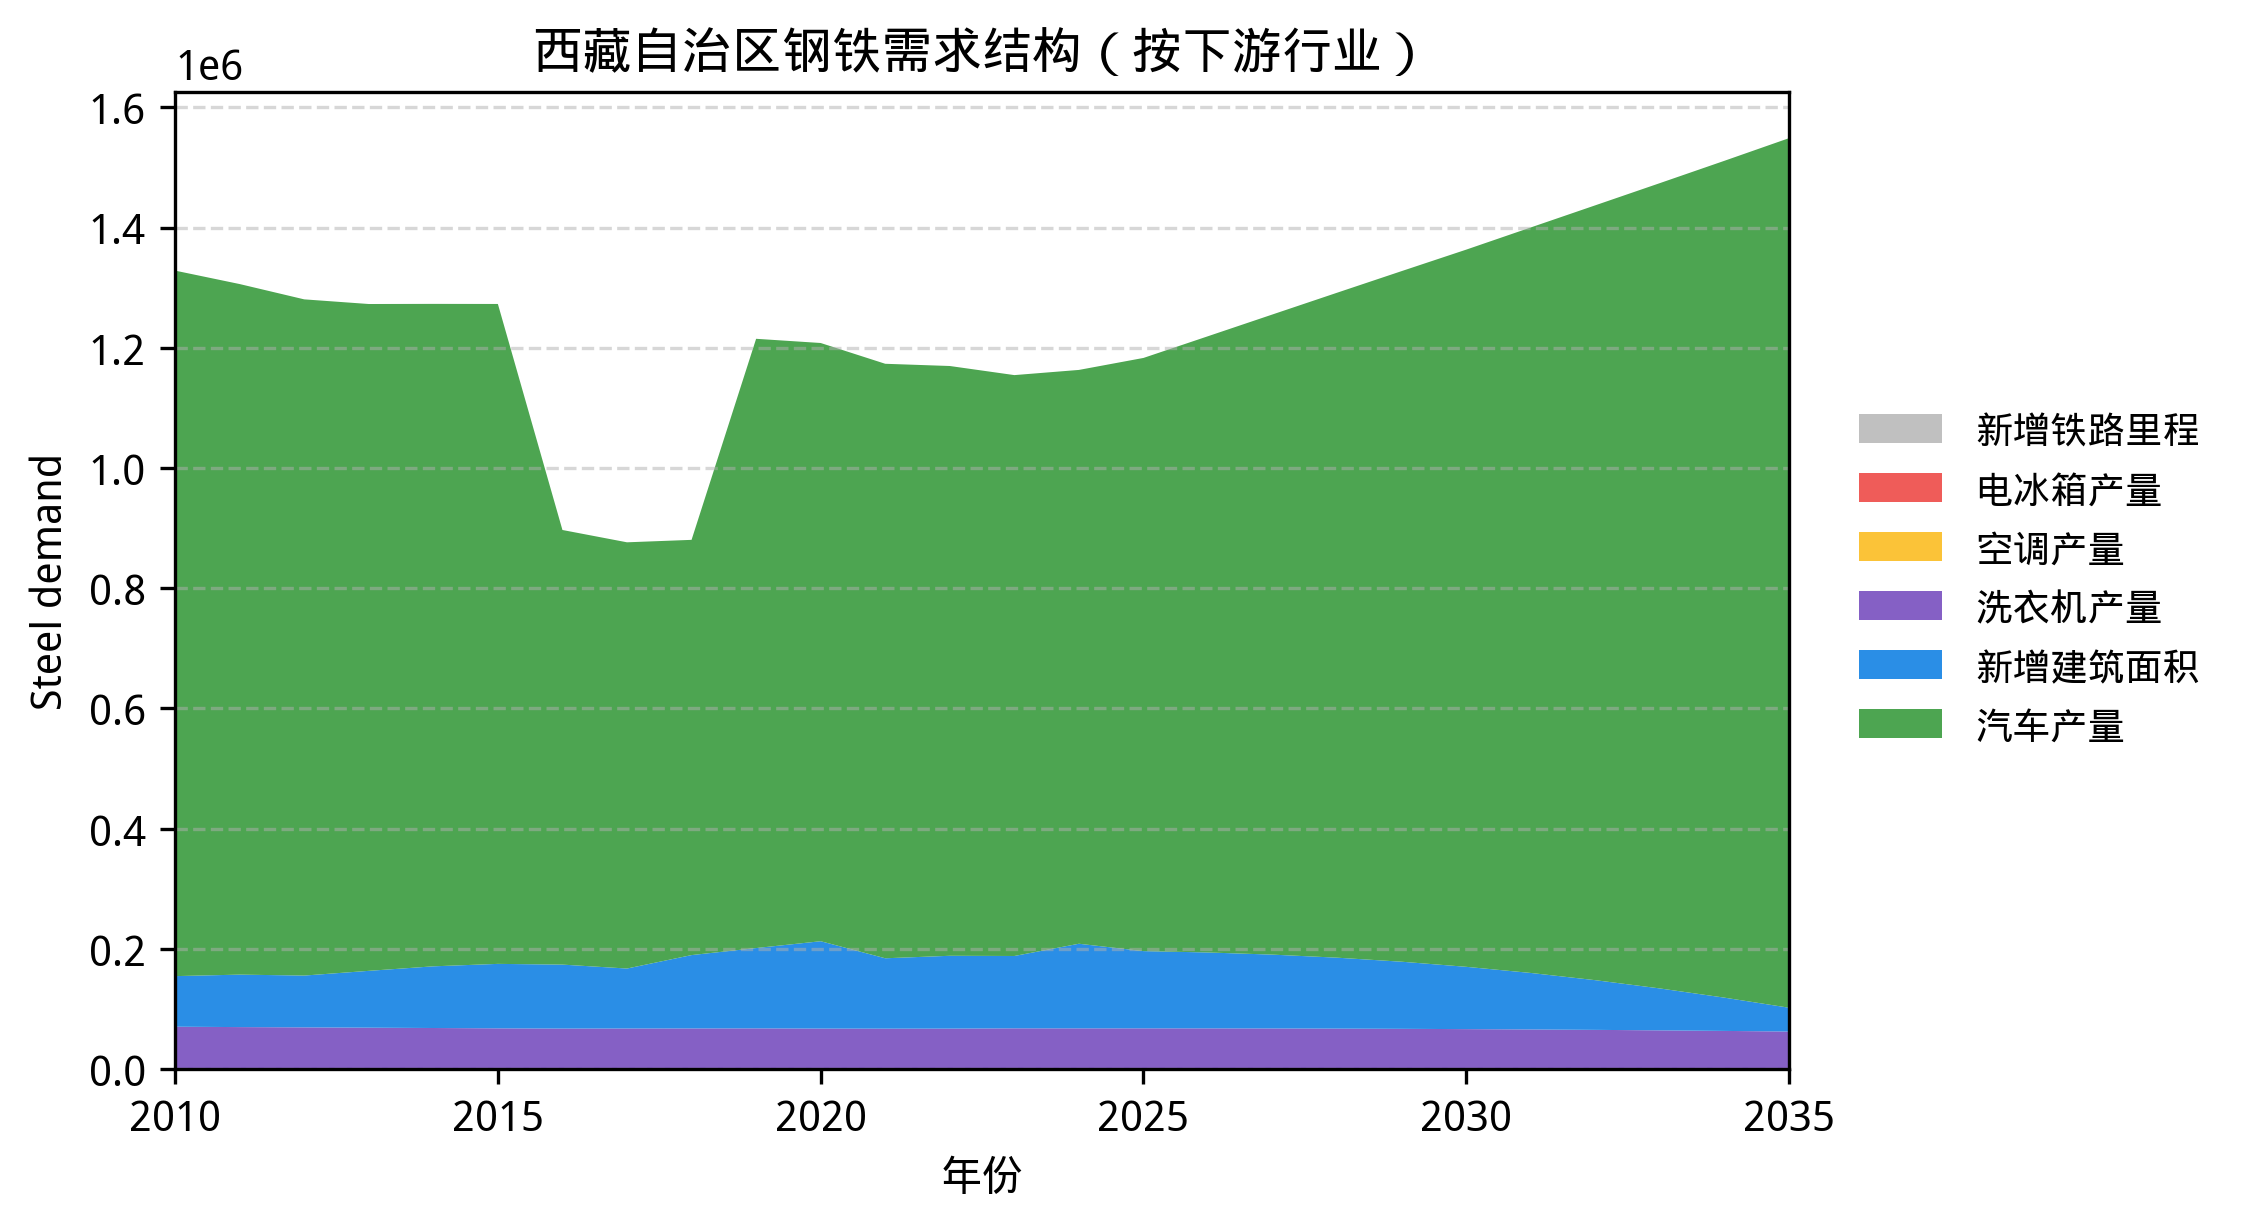 西藏自治区钢铁需求结构（按下游行业）
1e6
1.6
1.4
1.2
1.0
0.8
0.6
0.4
0.2
0.0
Steel demand
2010 2015 2020 2025 2030 2035
年份
新增铁路里程
电冰箱产量
空调产量
洗衣机产量
新增建筑面积
汽车产量